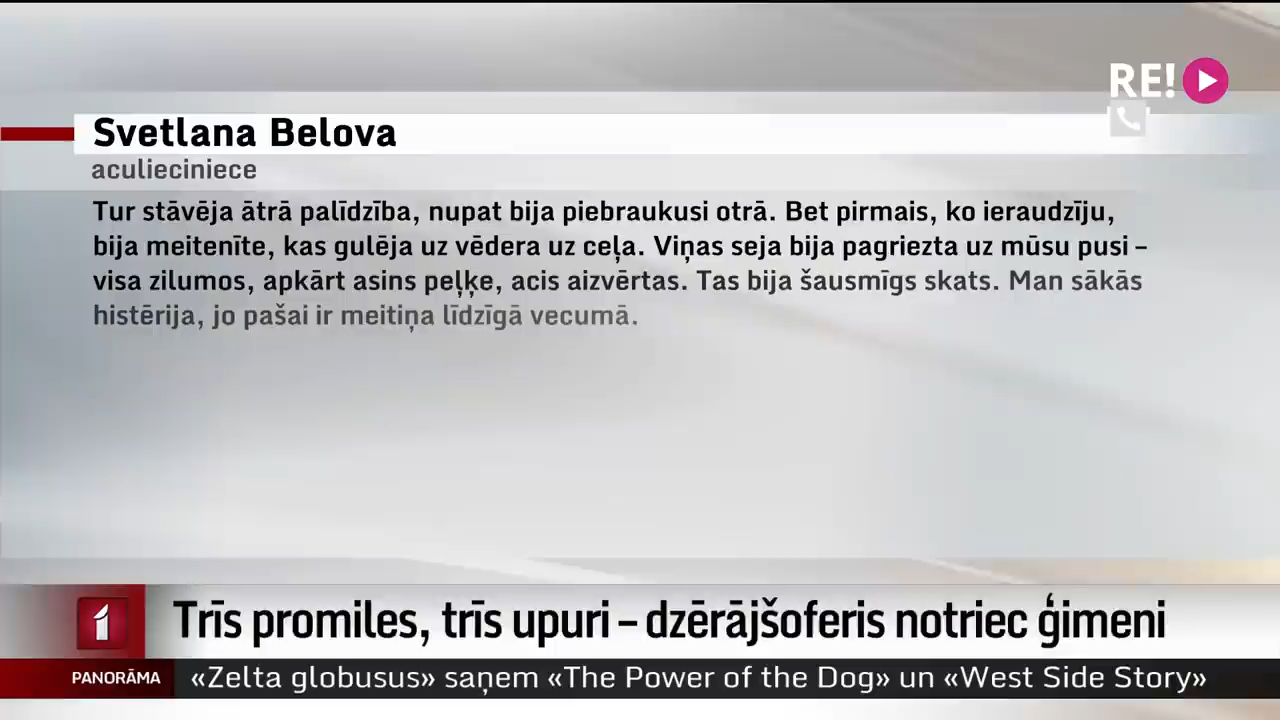 RE!
Svetlana Belova
aculieciniece
Tur stāvēja ātrā palīdzība, nupat bija piebraukusi otrā. Bet pirmais, ko ieraudzīju,
bija meitenīte, kas gulēja uz vēdera uz ceļa. Viņas seja bija pagriezta uz mūsu pusi –
visa zilumos, apkārt asins peļķe, acis aizvērtas. Tas bija šausmīgs skats. Man sākās
histērija, jo pašai ir meitiņa līdzīgā vecumā.
1
Trīs promiles, trīs upuri – dzērājšoferis notriec ģimeni
PANORĀMA
«Zelta globusus» saņem «The Power of the Dog» un «West Side Story»